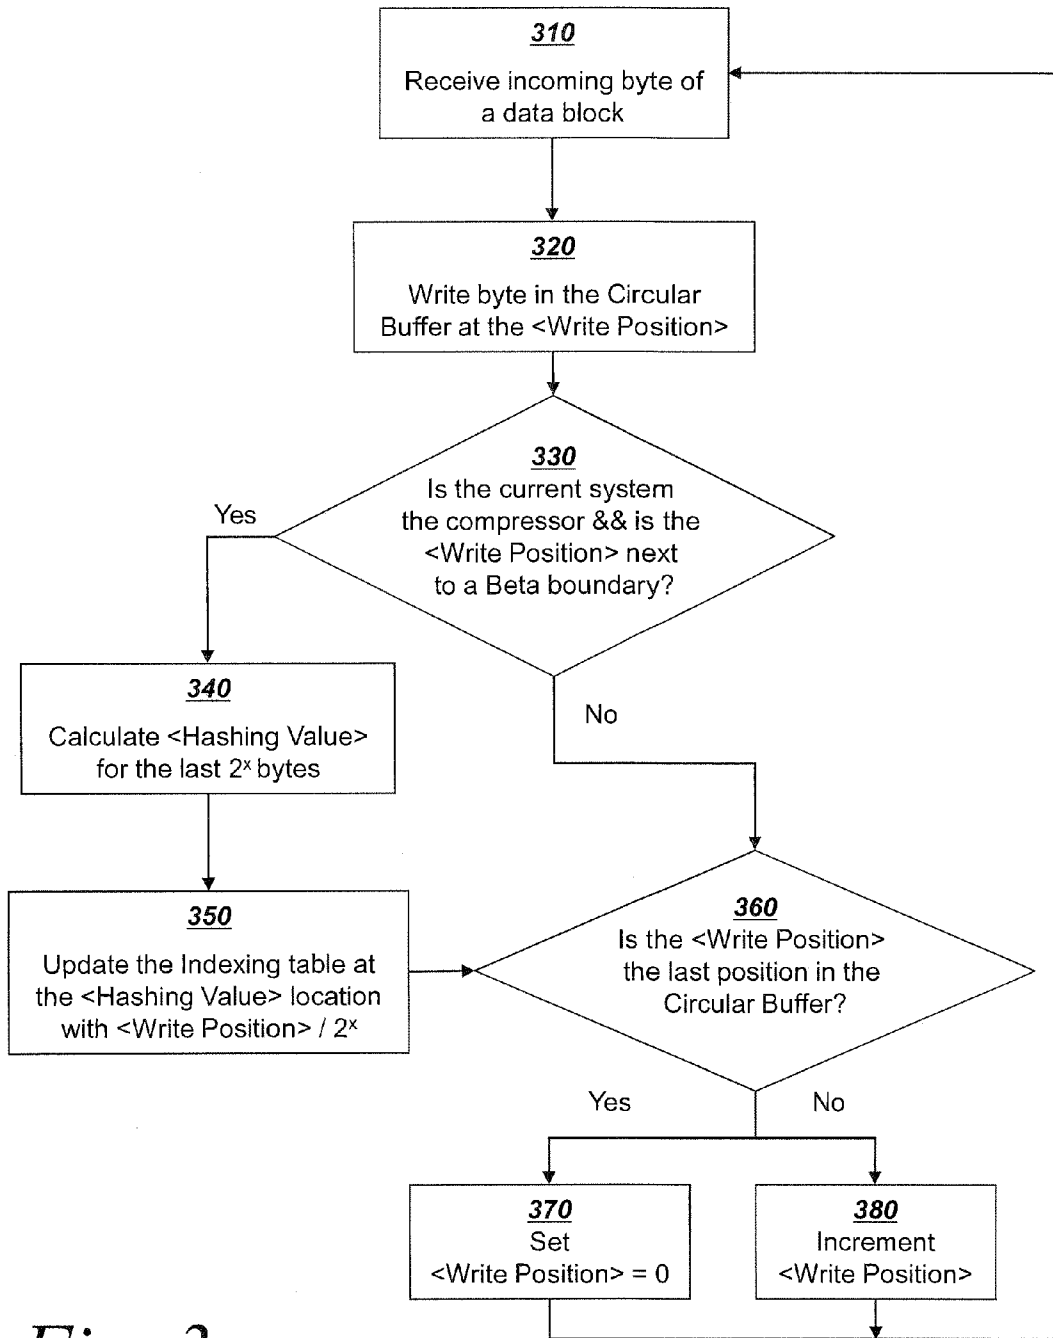 310
Receive incoming byte of
a data block
320
Write byte in the Circular
Buffer at the <Write Position>
330
Is the current system
the compressor && is the
<Write Position> next
to a Beta boundary?
Yes
No
340
Calculate <Hashing Value>
for the last 2ˣ bytes
350
Update the Indexing table at
the <Hashing Value> location
with <Write Position> / 2ˣ
360
Is the <Write Position>
the last position in the
Circular Buffer?
Yes
No
370
Set
<Write Position> = 0
380
Increment
<Write Position>